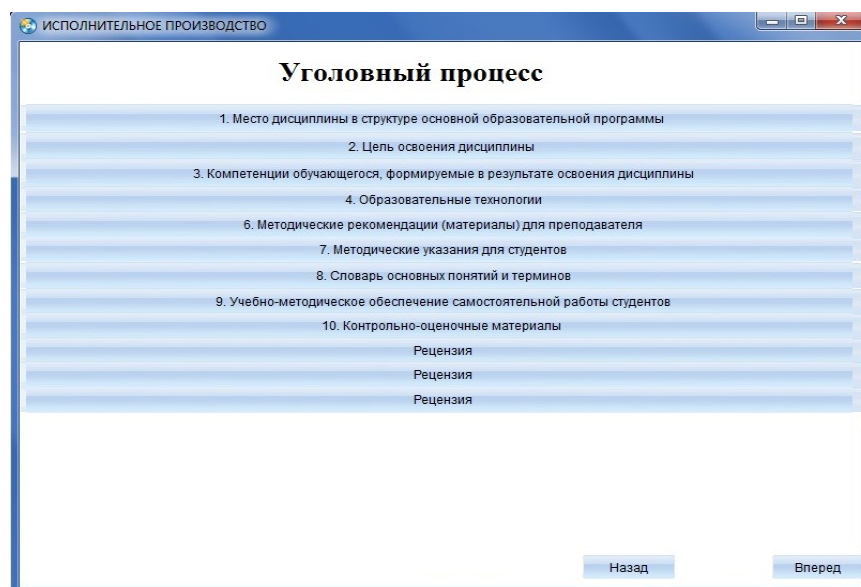 ИСПОЛНИТЕЛЬНОЕ ПРОИЗВОДСТВО
Уголовный процесс
1. Место дисциплины в структуре основной образовательной программы
2. Цель освоения дисциплины
3. Компетенции обучающегося, формируемые в результате освоения дисциплины
4. Образовательные технологии
6. Методические рекомендации (материалы) для преподавателя
7. Методические указания для студентов
8. Словарь основных понятий и терминов
9. Учебно-методическое обеспечение самостоятельной работы студентов
10. Контрольно-оценочные материалы
Рецензия
Рецензия
Рецензия
Назад Вперед